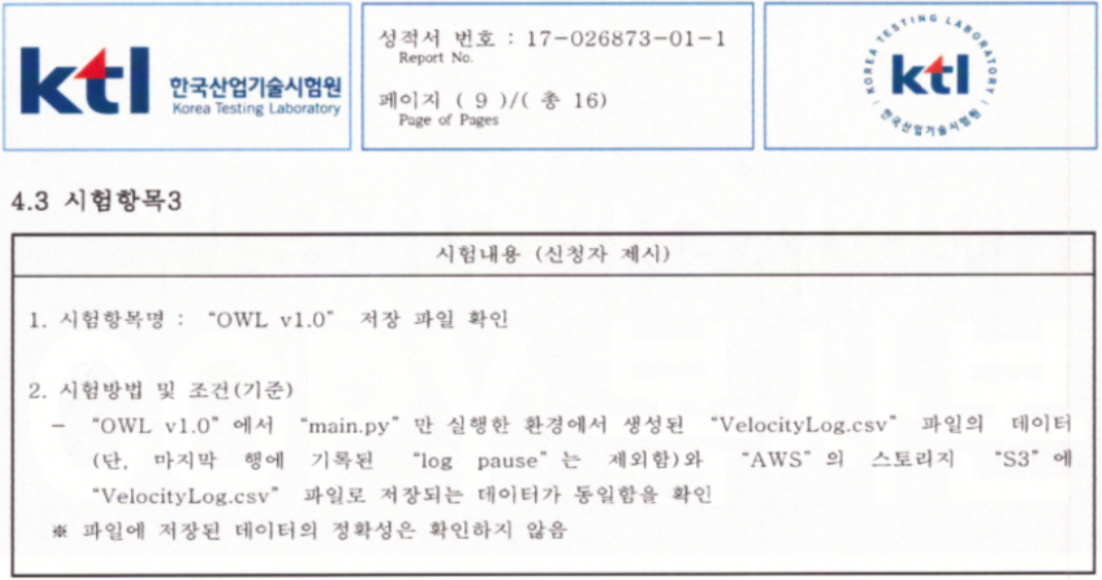 ktl 한국산업기술시험원
Korea Testing Laboratory
성적서 번호 : 17-026873-01-1
Report No.
페이지 ( 9 )/( 총 16)
Page of Pages
KOREA TESTING LABORATORY
ktl
한국산업기술시험원
4.3 시험항목3
시험내용 (신청자 제시)
1. 시험항목명 : “OWL v1.0” 저장 파일 확인
2. 시험방법 및 조건(기준)
- “OWL v1.0”에서 “main.py”만 실행한 환경에서 생성된 “VelocityLog.csv” 파일의 데이터
(단, 마지막 행에 기록된 “log pause”는 제외함)와 “AWS”의 스토리지 “S3”에
“VelocityLog.csv” 파일로 저장되는 데이터가 동일함을 확인
※ 파일에 저장된 데이터의 정확성은 확인하지 않음
COPY 복사본